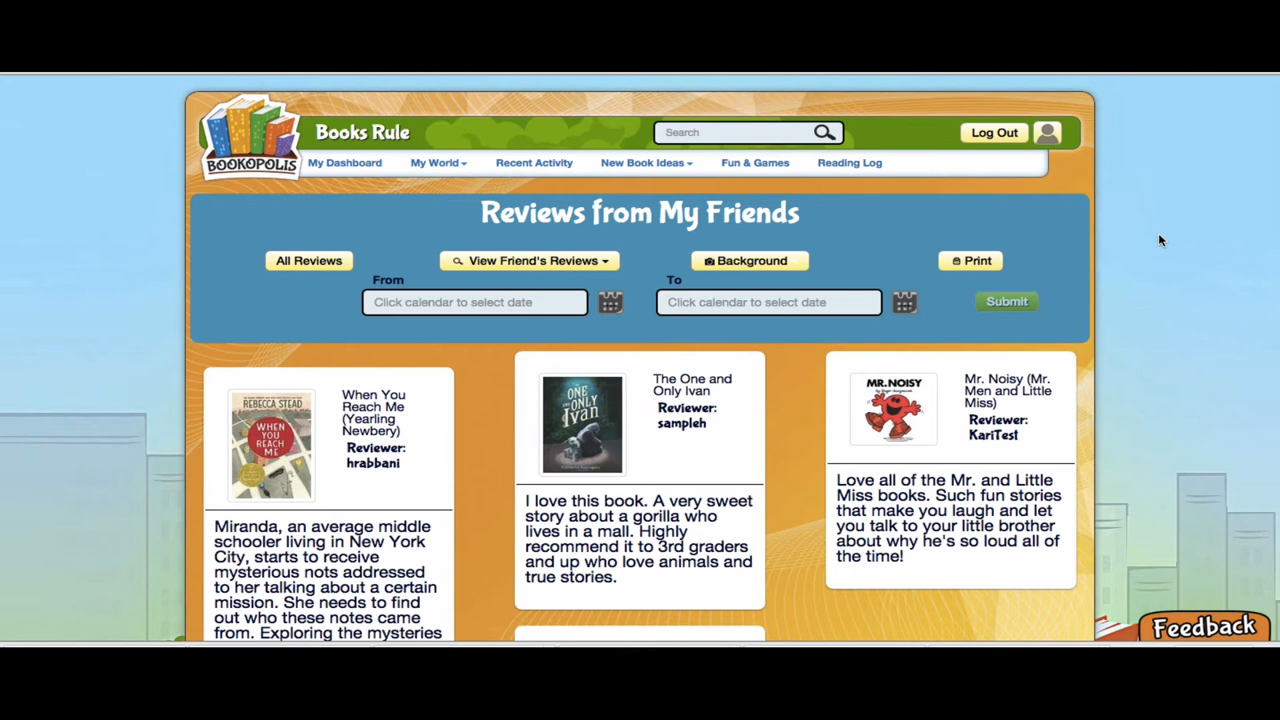 Books Rule
Search
Log Out
BOOKOPOLIS
My Dashboard
My World
Recent Activity
New Book Ideas
Fun & Games
Reading Log
Reviews from My Friends
All Reviews
View Friend's Reviews
Background
Print
From
To
Click calendar to select date
Click calendar to select date
Submit
REBECCA STEAD
WHEN YOU
REACH ME
When You
Reach Me
(Yearling
Newbery)
Reviewer:
hrabbani
Miranda, an average middle
schooler living in New York
City, starts to receive
mysterious nots addressed
to her talking about a certain
mission. She needs to find
out who these notes came
from. Exploring the mysteries
THE
ONE
AND
ONLY
Ivan
The One and
Only Ivan
Reviewer:
sampleh
I love this book. A very sweet
story about a gorilla who
lives in a mall. Highly
recommend it to 3rd graders
and up who love animals and
true stories.
MR. NOISY
Mr. Noisy (Mr.
Men and Little
Miss)
Reviewer:
KariTest
Love all of the Mr. and Little
Miss books. Such fun stories
that make you laugh and let
you talk to your little brother
about why he's so loud all of
the time!
Feedback